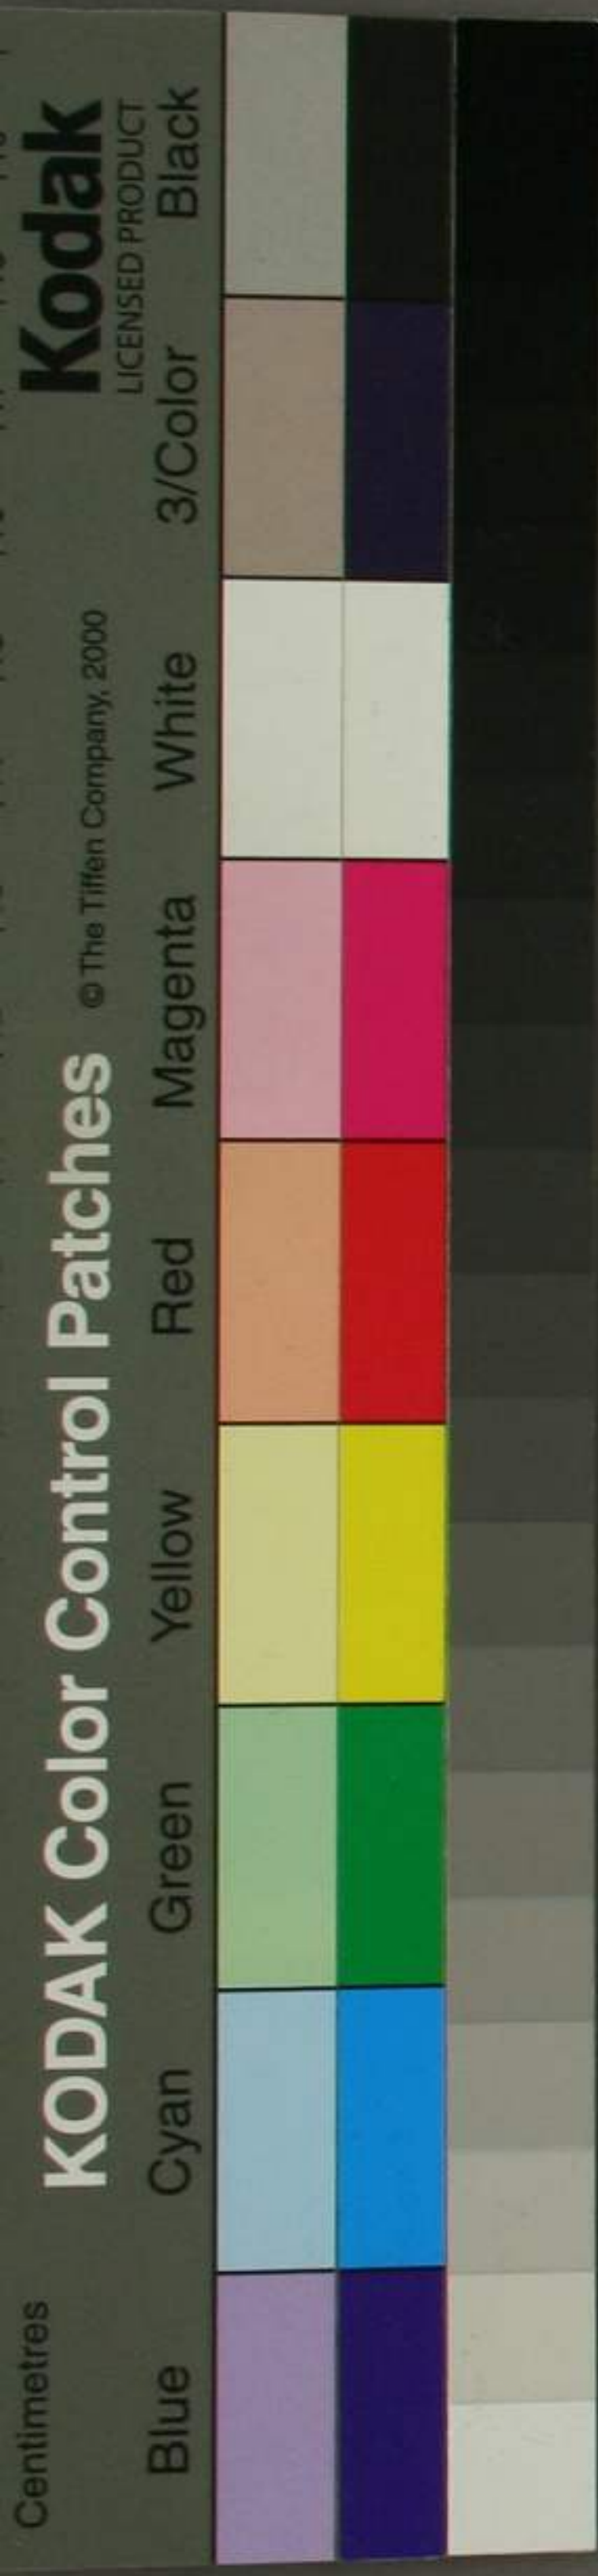 Centimetres
KODAK Color Control Patches © The Tiffen Company, 2000
Kodak
LICENSED PRODUCT
Blue Cyan Green Yellow Red Magenta White 3/Color Black